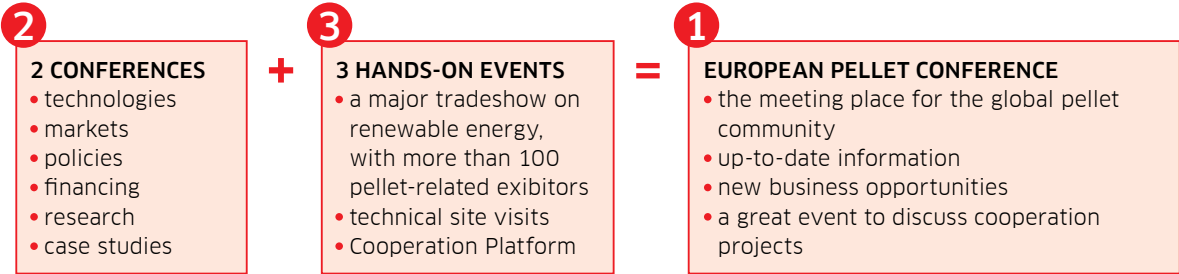 2
2 CONFERENCES
• technologies
• markets
• policies
• financing
• research
• case studies
+
3
3 HANDS-ON EVENTS
• a major tradeshow on
renewable energy,
with more than 100
pellet-related exibitors
• technical site visits
• Cooperation Platform
=
1
EUROPEAN PELLET CONFERENCE
• the meeting place for the global pellet
community
• up-to-date information
• new business opportunities
• a great event to discuss cooperation
projects